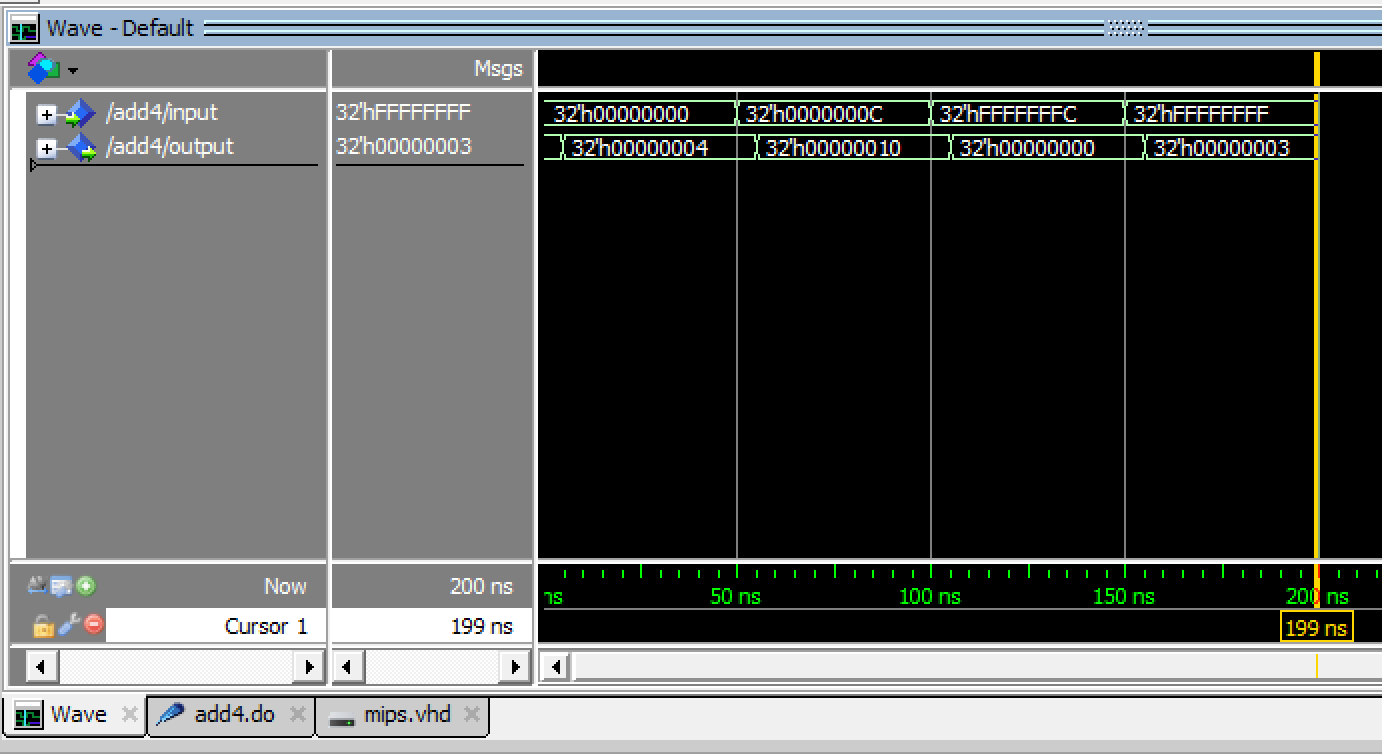 Wave - Default
Msgs
/add4/input 32'hFFFFFFFF 32'h00000000 32'h0000000C 32'hFFFFFFFC 32'hFFFFFFFF
/add4/output 32'h00000003 32'h00000004 32'h00000010 32'h00000000 32'h00000003
Now 200 ns ns 50 ns 100 ns 150 ns 200 ns
Cursor 1 199 ns 199 ns
Wave add4.do mips.vhd